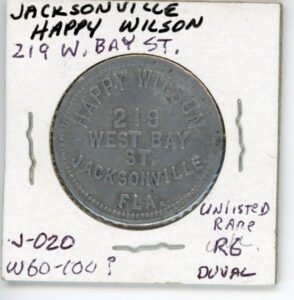 JACKSONVILLE
HAPPY WILSON
219 W. BAY ST.
HAPPY WILSON
219
WEST BAY
ST.
JACKSONVILLE
FLA.
UNLISTED
RARE
R6
DUVAL
J-020
W60-100?